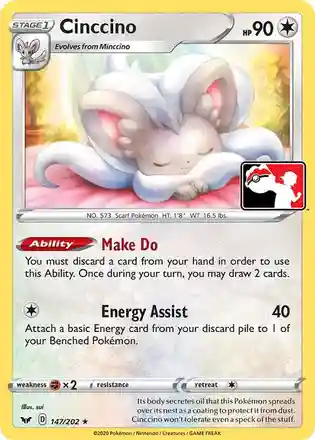 STAGE 1 Cinccino HP 90
Evolves from Minccino
NO. 573 Scarf Pokémon HT. 1'8" WT. 16.5 lbs.
Ability Make Do
You must discard a card from your hand in order to use
this Ability. Once during your turn, you may draw 2 cards.
Energy Assist 40
Attach a basic Energy card from your discard pile to 1 of
your Benched Pokémon.
weakness ×2 resistance retreat
Illus. sui
D 147/202 ★
Its body secretes oil that this Pokémon spreads
over its nest as a coating to protect it from dust.
Cinccino won't tolerate even a speck of the stuff.
©2020 Pokémon / Nintendo / Creatures / GAME FREAK